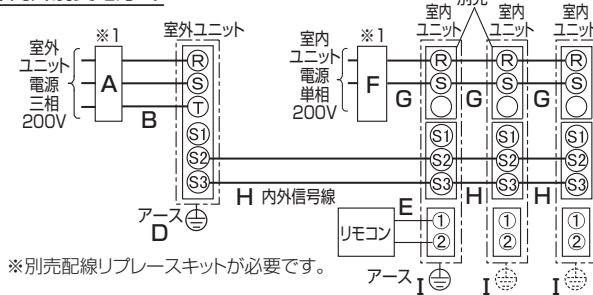 別売
※1
室外ユニット
※1
室内
ユニット
室内
ユニット
室内
ユニット
室外
ユニット
電源
三相
200V
A
B
R
S
T
S1
S2
S3
室内
ユニット
電源
単相
200V
F
G
G
G
R
S
R
S
R
S
S1
S2
S3
S1
S2
S3
S1
S2
S3
H 内外信号線
H
H
アース
D
リモコン
E
1
2
1
2
1
2
アース
I
I
I
※別売配線リプレースキットが必要です。